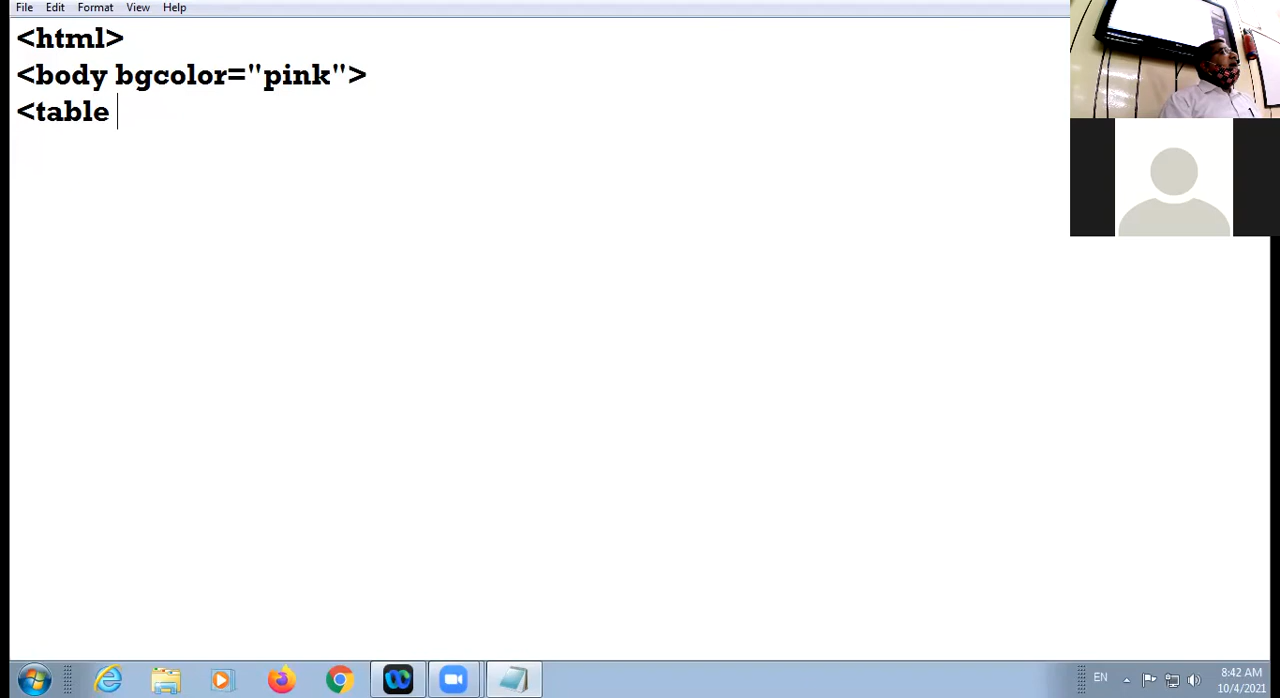 File Edit Format View Help
<html>
<body bgcolor="pink">
<table
EN
8:42 AM
10/4/2021